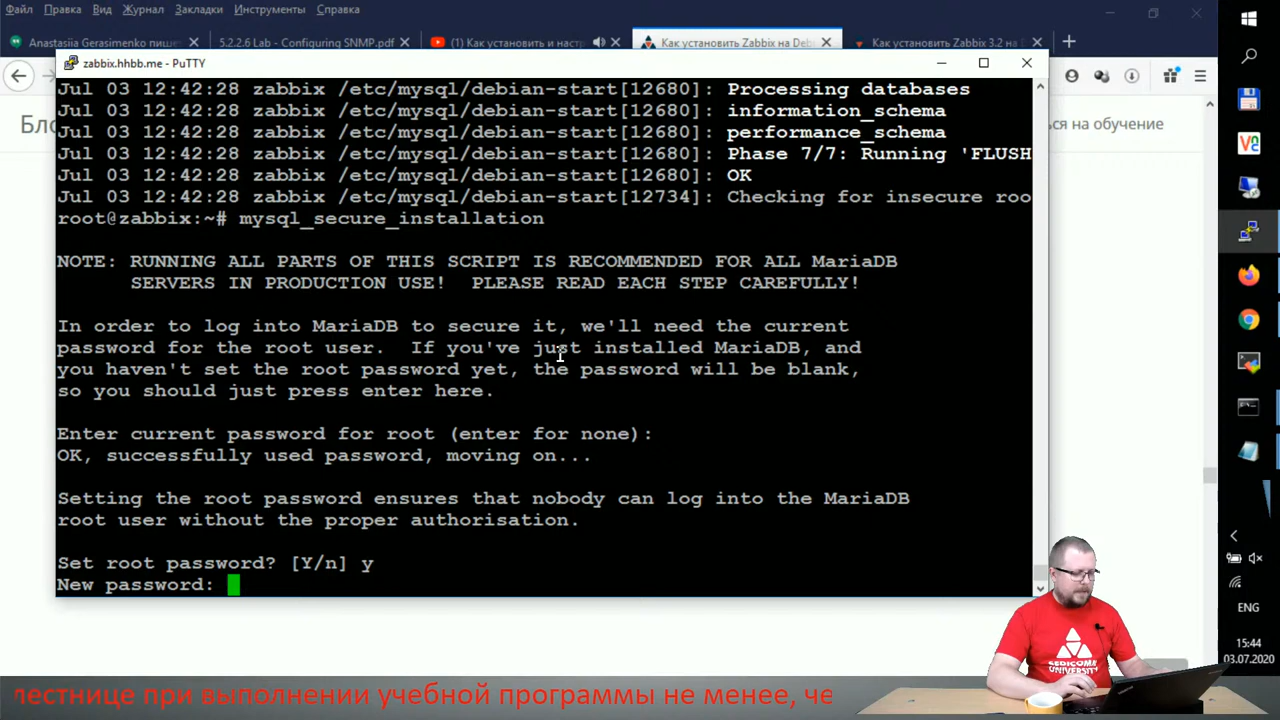 Файл Правка Вид Журнал Закладки Инструменты Справка
Anastasiia Gerasimenko пише
5.2.2.6 Lab - Configuring SNMP.pdf
(1) Как установить и настр
Как установить Zabbix на Deb
Как установить Zabbix 3.2 на D
zabbix.hhbb.me - PuTTY
Бло
ься на обучение
Jul 03 12:42:28 zabbix /etc/mysql/debian-start[12680]: Processing databases
Jul 03 12:42:28 zabbix /etc/mysql/debian-start[12680]: information_schema
Jul 03 12:42:28 zabbix /etc/mysql/debian-start[12680]: performance_schema
Jul 03 12:42:28 zabbix /etc/mysql/debian-start[12680]: Phase 7/7: Running 'FLUSH
Jul 03 12:42:28 zabbix /etc/mysql/debian-start[12680]: OK
Jul 03 12:42:28 zabbix /etc/mysql/debian-start[12734]: Checking for insecure roo
root@zabbix:~# mysql_secure_installation
NOTE: RUNNING ALL PARTS OF THIS SCRIPT IS RECOMMENDED FOR ALL MariaDB
SERVERS IN PRODUCTION USE! PLEASE READ EACH STEP CAREFULLY!
In order to log into MariaDB to secure it, we'll need the current
password for the root user. If you've just installed MariaDB, and
you haven't set the root password yet, the password will be blank,
so you should just press enter here.
Enter current password for root (enter for none):
OK, successfully used password, moving on...
Setting the root password ensures that nobody can log into the MariaDB
root user without the proper authorisation.
Set root password? [Y/n] y
New password:
ENG
15:44
03.07.2020
SEDICOMM
UNIVERSITY
лестнице при выполнении учебной программы не менее, че